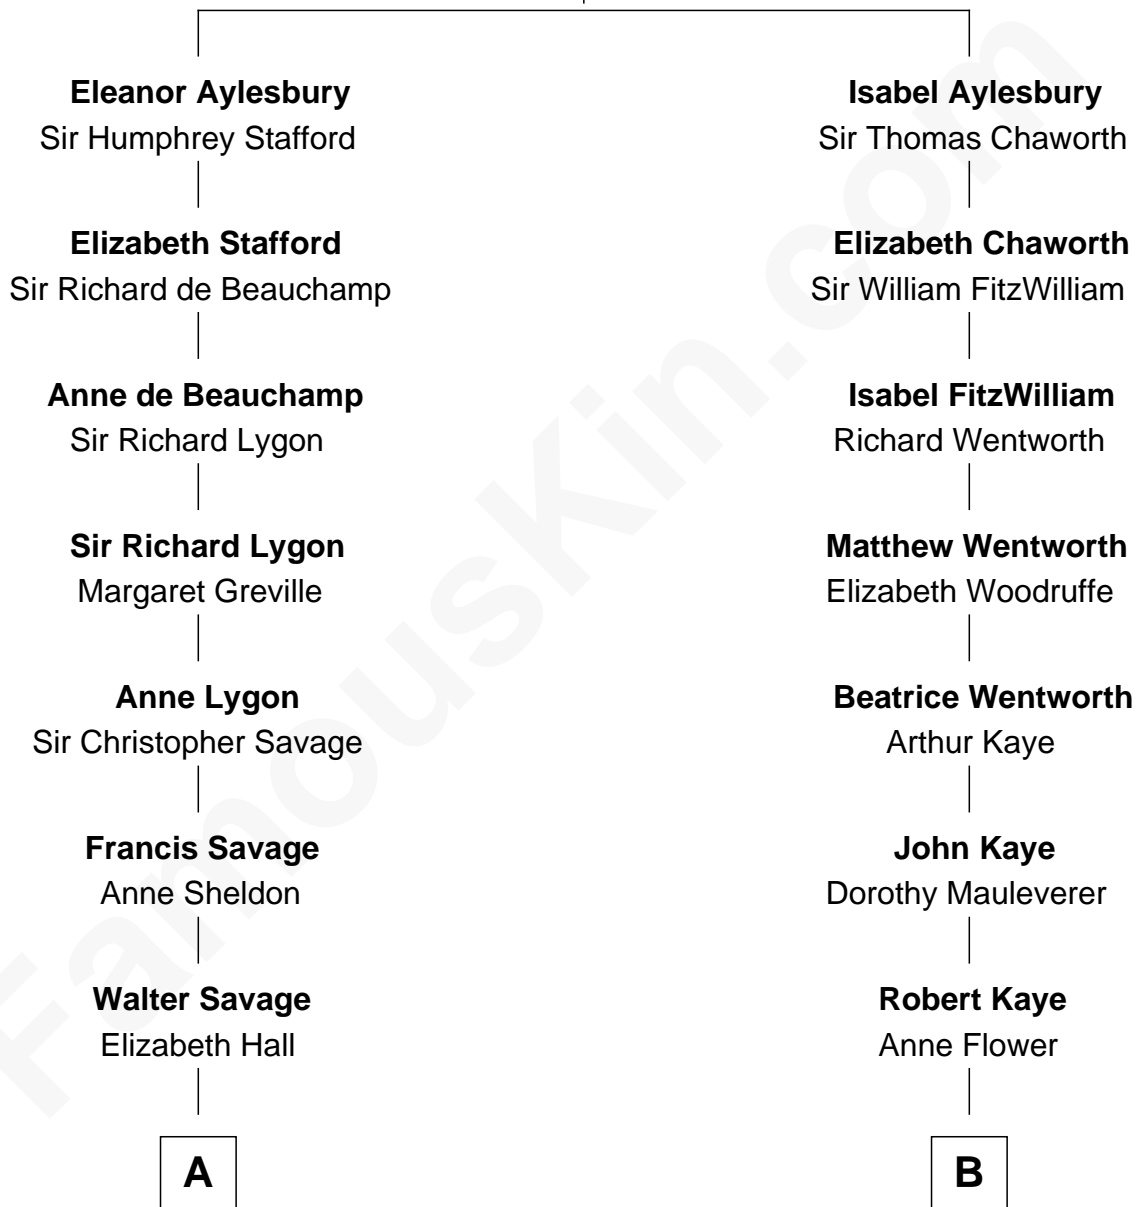 Eleanor Aylesbury
Sir Humphrey Stafford
Elizabeth Stafford
Sir Richard de Beauchamp
Anne de Beauchamp
Sir Richard Lygon
Sir Richard Lygon
Margaret Greville
Anne Lygon
Sir Christopher Savage
Francis Savage
Anne Sheldon
Walter Savage
Elizabeth Hall
A
Isabel Aylesbury
Sir Thomas Chaworth
Elizabeth Chaworth
Sir William FitzWilliam
Isabel FitzWilliam
Richard Wentworth
Matthew Wentworth
Elizabeth Woodruffe
Beatrice Wentworth
Arthur Kaye
John Kaye
Dorothy Mauleverer
Robert Kaye
Anne Flower
B
FamousKin.com